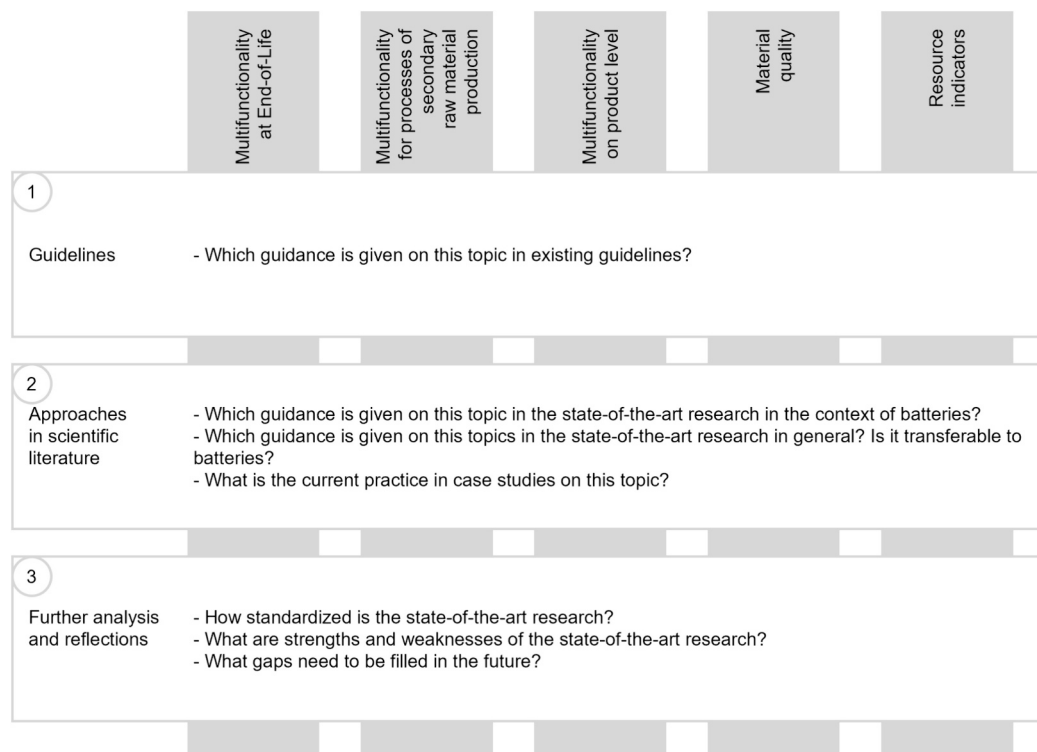 Multifunctionality
at End-of-Life
Multifunctionality
for processes of
secondary
raw material
production
Multifunctionality
on product level
Material
quality
Resource
indicators
1
Guidelines
- Which guidance is given on this topic in existing guidelines?
2
Approaches
in scientific
literature
- Which guidance is given on this topic in the state-of-the-art research in the context of batteries?
- Which guidance is given on this topics in the state-of-the-art research in general? Is it transferable to
batteries?
- What is the current practice in case studies on this topic?
3
Further analysis
and reflections
- How standardized is the state-of-the-art research?
- What are strengths and weaknesses of the state-of-the-art research?
- What gaps need to be filled in the future?